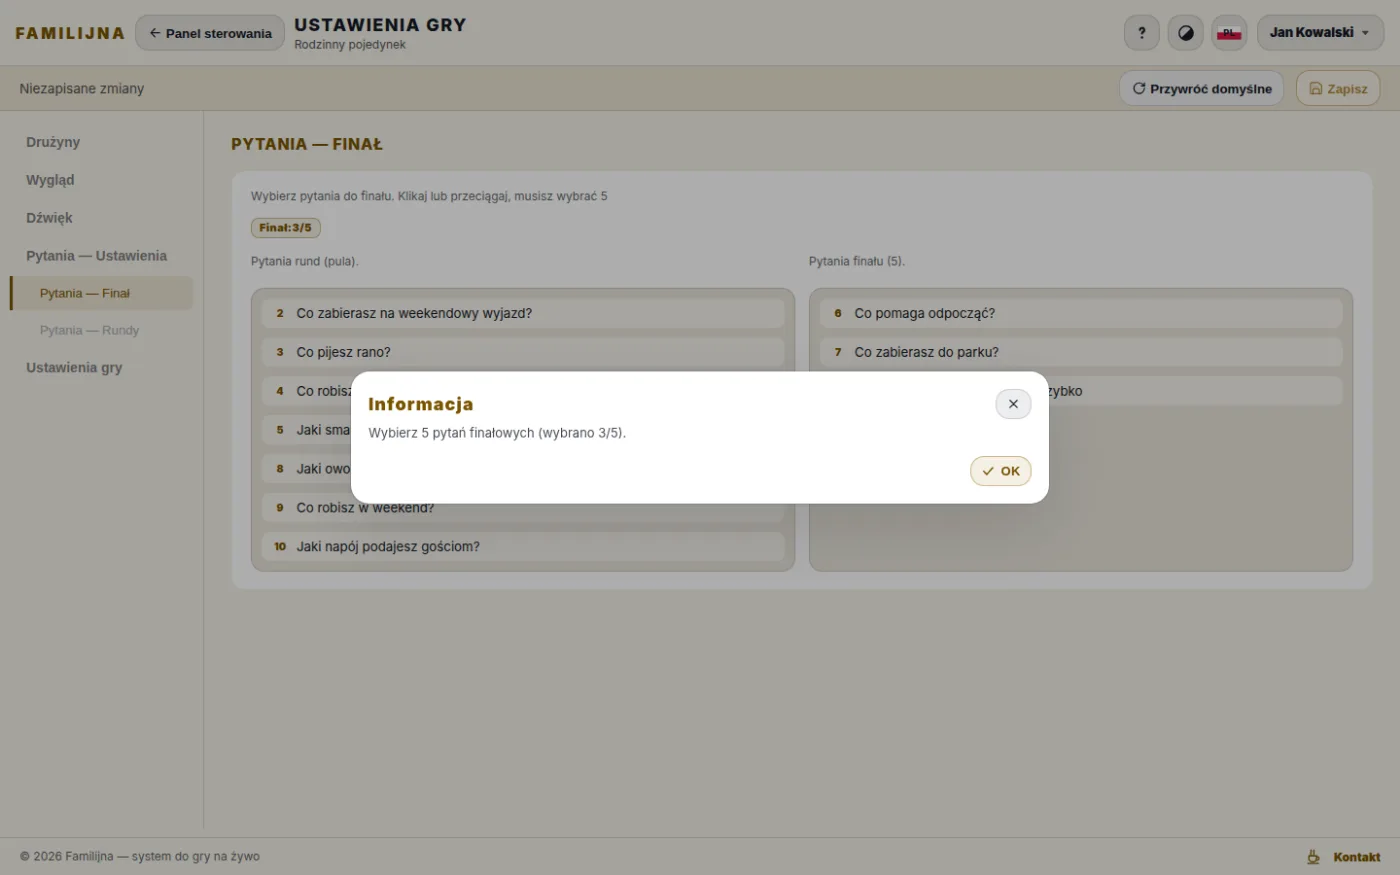 FAMILIJNA
← Panel sterowania
USTAWIENIA GRY
Rodzinny pojedynek
?
PL
Jan Kowalski
Niezapisane zmiany
Przywróć domyślne
Zapisz
Drużyny
Wygląd
Dźwięk
Pytania — Ustawienia
Pytania — Finał
Pytania — Rundy
Ustawienia gry
PYTANIA — FINAŁ
Wybierz pytania do finału. Klikaj lub przeciągaj, musisz wybrać 5
Finał:3/5
Pytania rund (pula).
2 Co zabierasz na weekendowy wyjazd?
3 Co pijesz rano?
4 Co robisz
5 Jaki
8 Jaki
9 Co robisz w weekend?
10 Jaki napój podajesz gościom?
Pytania finału (5).
6 Co pomaga odpocząć?
7 Co zabierasz do parku?
Informacja
Wybierz 5 pytań finałowych (wybrano 3/5).
OK
© 2026 Familijna — system do gry na żywo
Kontakt